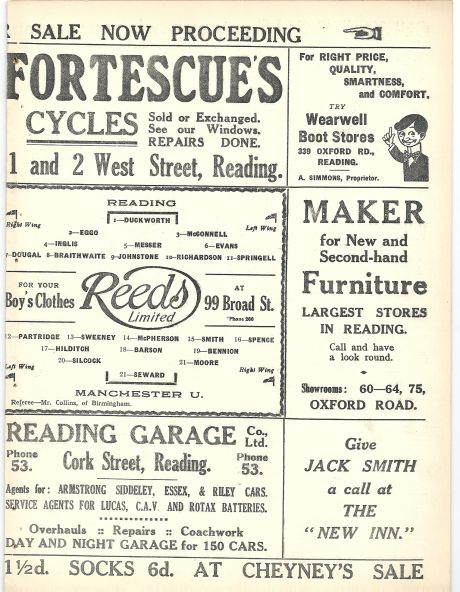 R SALE NOW PROCEEDING
FORTESCUE'S
CYCLES
Sold or Exchanged.
See our Windows.
REPAIRS DONE.
1 and 2 West Street, Reading.
For RIGHT PRICE,
QUALITY,
SMARTNESS,
and COMFORT,
TRY
Wearwell
Boot Stores
339 OXFORD RD.,
READING.
A. SIMMONS, Proprietor.
READING
1—DUCKWORTH
Right Wing
Left Wing
2—EGGO 3—McCONNELL
4—INGLIS 5—MESSER 6—EVANS
7—DOUGAL 8—BRAITHWAITE 9—JOHNSTONE 10—RICHARDSON 11—SPRINGELL
FOR YOUR
Boy's Clothes
Reeds
Limited
AT
99 Broad St.
'Phone 260
12—PARTRIDGE 13—SWEENEY 14—McPHERSON 15—SMITH 16—SPENCE
17—HILDITCH 18—BARSON 19—BENNION
20—SILCOCK 21—MOORE
Left Wing
Right Wing
21—SEWARD
MANCHESTER U.
Referee—Mr. Collins, of Birmingham.
MAKER
for New and
Second-hand
Furniture
LARGEST STORES
IN READING.
Call and have
a look round.
Showrooms: 60—64, 75,
OXFORD ROAD.
READING GARAGE Co., Ltd.
Phone 53. Cork Street, Reading. Phone 53.
Agents for: ARMSTRONG SIDDELEY, ESSEX, & RILEY CARS.
SERVICE AGENTS FOR LUCAS, C.A.V AND ROTAX BATTERIES.
Overhauls :: Repairs :: Coachwork
DAY AND NIGHT GARAGE for 150 CARS.
Give
JACK SMITH
a call at
THE
"NEW INN."
1½d. SOCKS 6d. AT CHEYNEY'S SALE